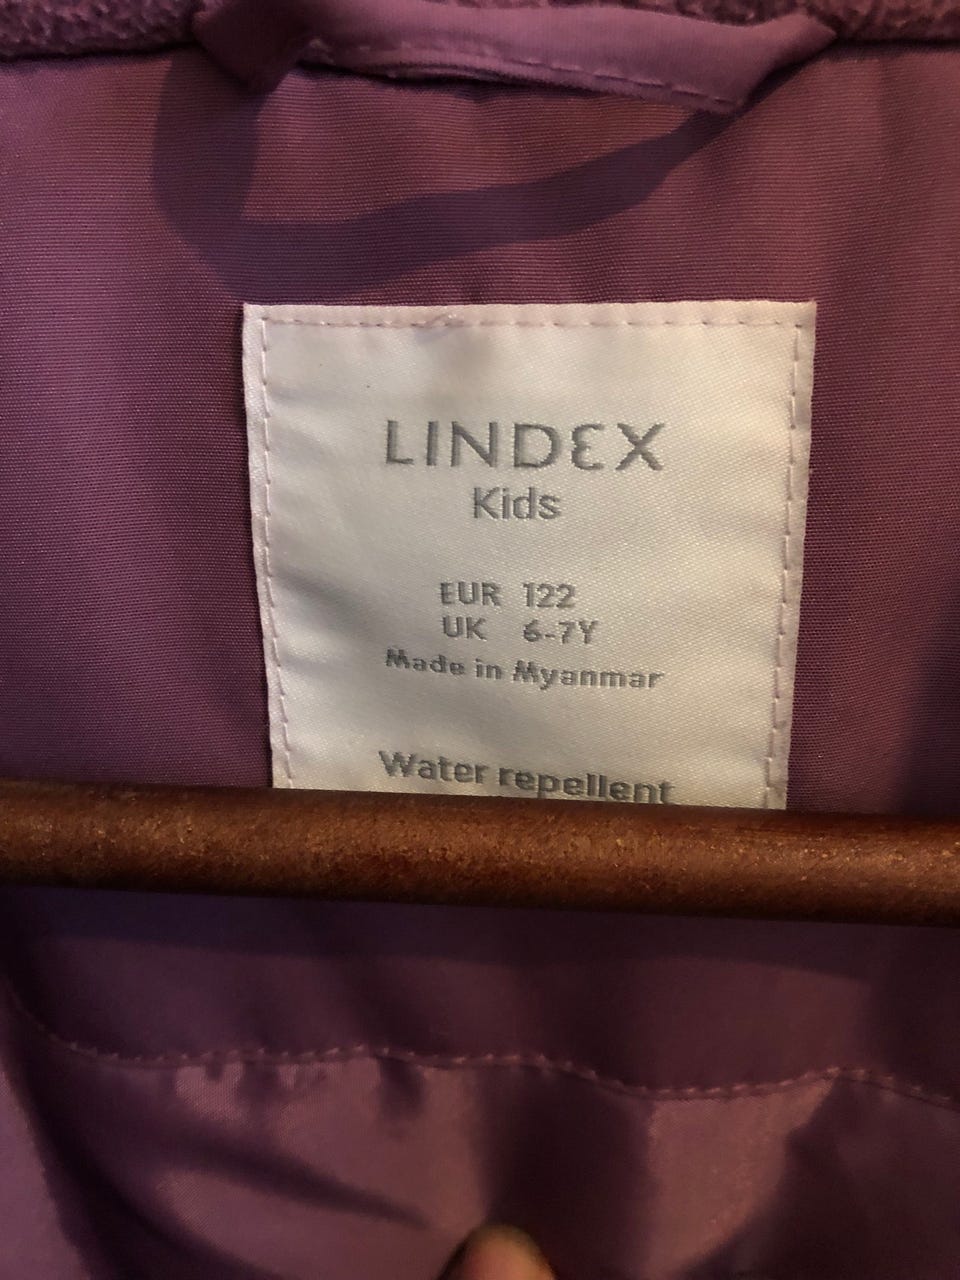 LINDEX
Kids
EUR 122
UK 6-7Y
Made in Myanmar
Water repellent